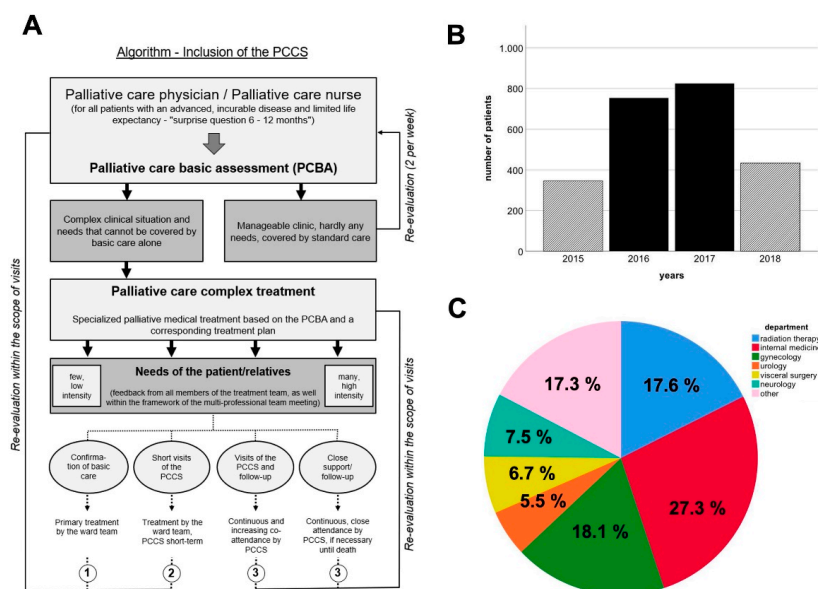 A
Algorithm - Inclusion of the PCCS
Palliative care physician / Palliative care nurse
(for all patients with an advanced, incurable disease and limited life
expectancy - "surprise question 6 - 12 months")
Palliative care basic assessment (PCBA)
Re-evaluation (2 per week)
Complex clinical situation and
needs that cannot be covered by
basic care alone
Manageable clinic, hardly any
needs, covered by standard care
Palliative care complex treatment
Specialized palliative medical treatment based on the PCBA and a
corresponding treatment plan
Needs of the patient/relatives
few,
low
intensity
(feedback from all members of the treatment team, as well
within the framework of the multi-professional team meeting)
many,
high
intensity
Confirma-
tion of basic
care
Short visits
of the
PCCS
Visits of the
PCCS and
follow-up
Close
support/
follow-up
Primary treatment
by the ward team
Treatment by the
ward team,
PCCS short-term
Continuous and
increasing co-
attendance by
PCCS
Continuous, close
attendance by
PCCS, if necessary
until death
1
2
3
3
Re-evaluation within the scope of visits
Re-evaluation within the scope of visits
B
number of patients
1.000
800
600
400
200
0
2015
2016
2017
2018
years
C
department
radiation therapy
internal medicine
gynecology
urology
visceral surgery
neurology
other
17.3 %
17.6 %
7.5 %
6.7 %
5.5 %
27.3 %
18.1 %